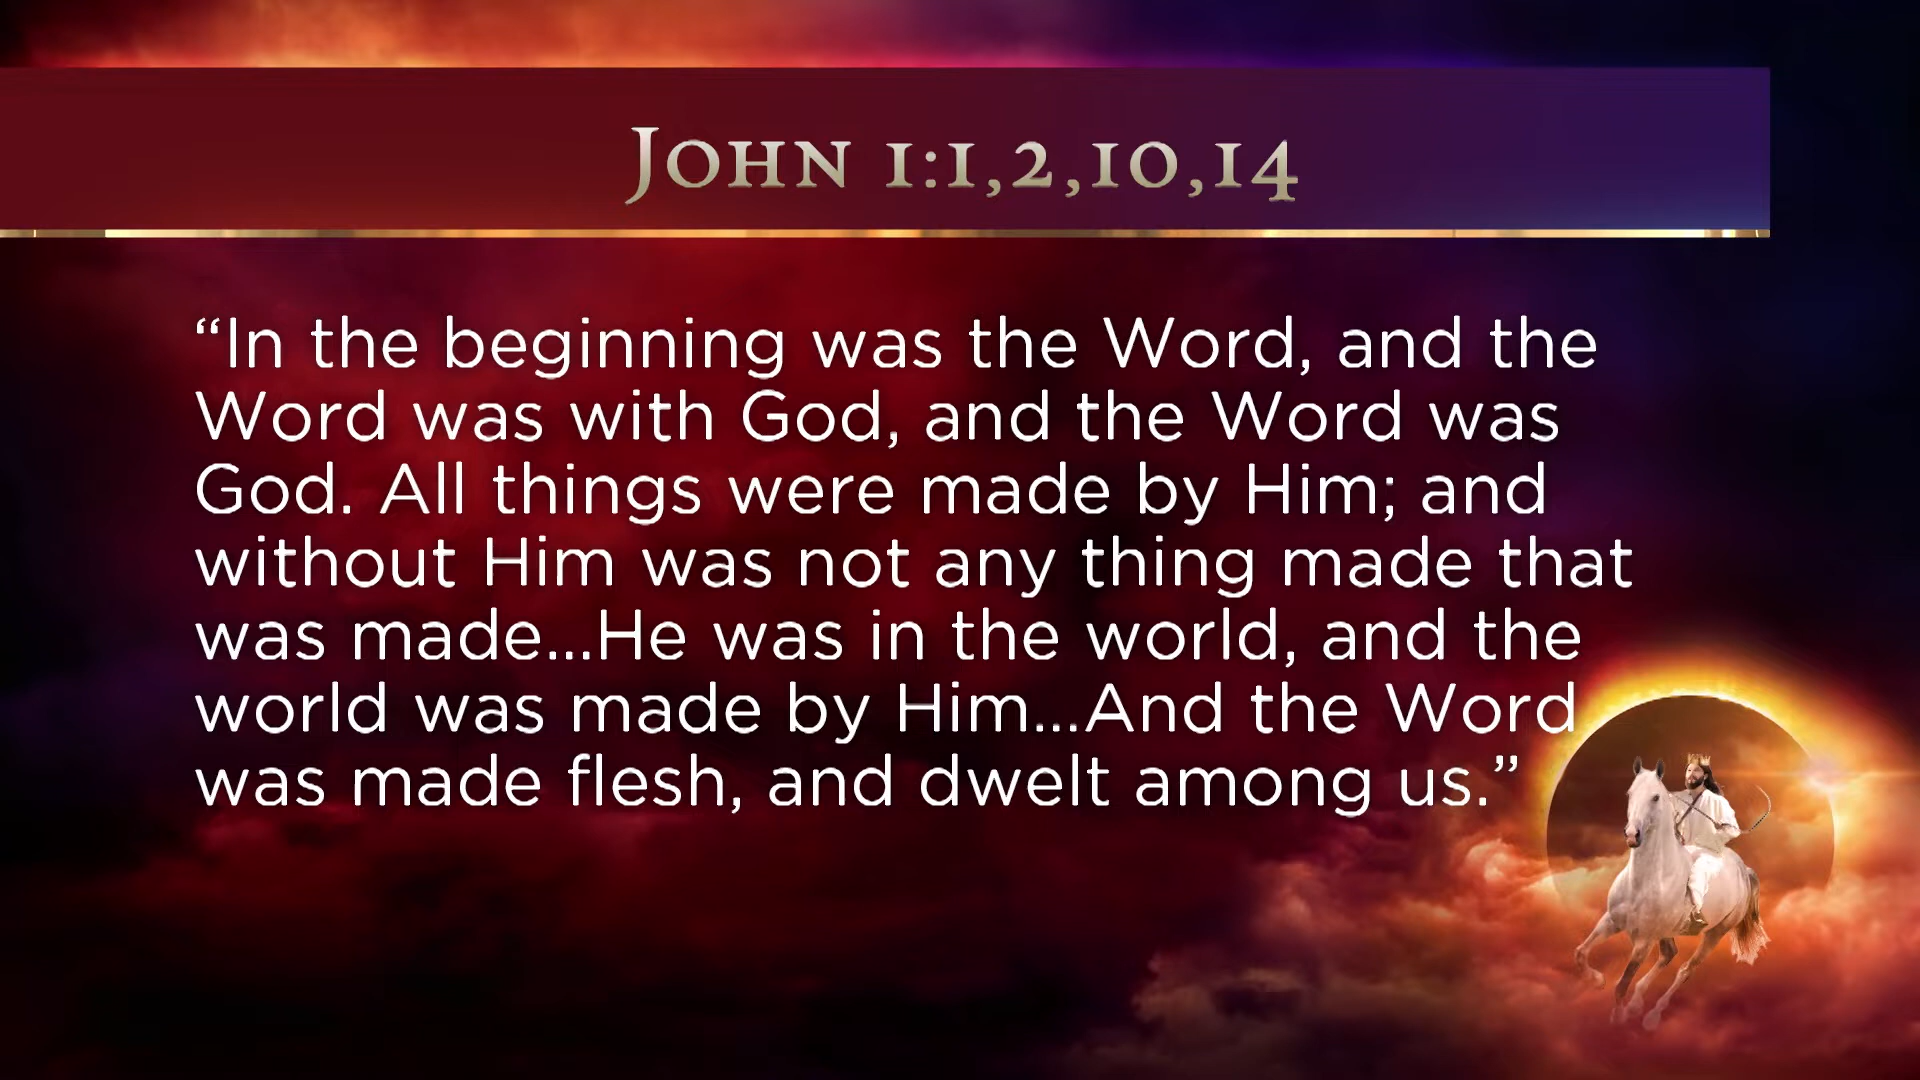 John 1:1,2,10,14
“In the beginning was the Word, and the
Word was with God, and the Word was
God. All things were made by Him; and
without Him was not any thing made that
was made...He was in the world, and the
world was made by Him...And the Word
was made flesh, and dwelt among us.”